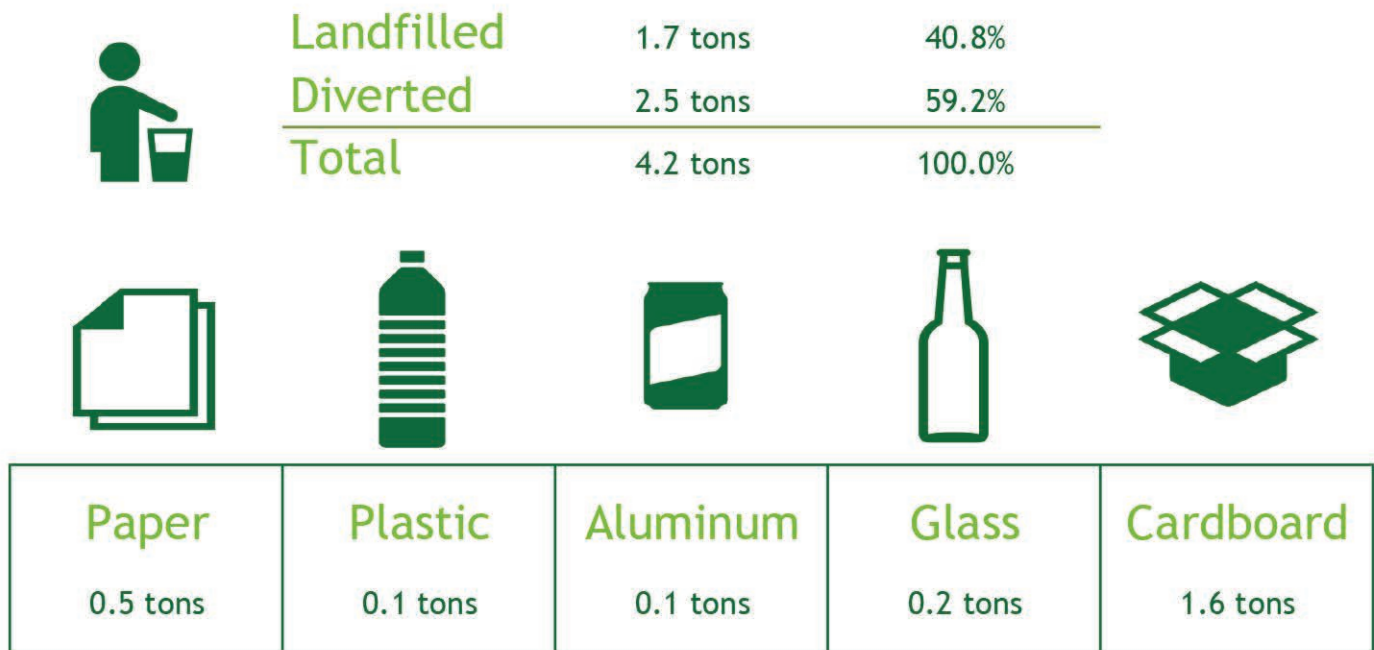 Landfilled 1.7 tons 40.8%
Diverted 2.5 tons 59.2%
Total 4.2 tons 100.0%
Paper Plastic Aluminum Glass Cardboard
0.5 tons 0.1 tons 0.1 tons 0.2 tons 1.6 tons